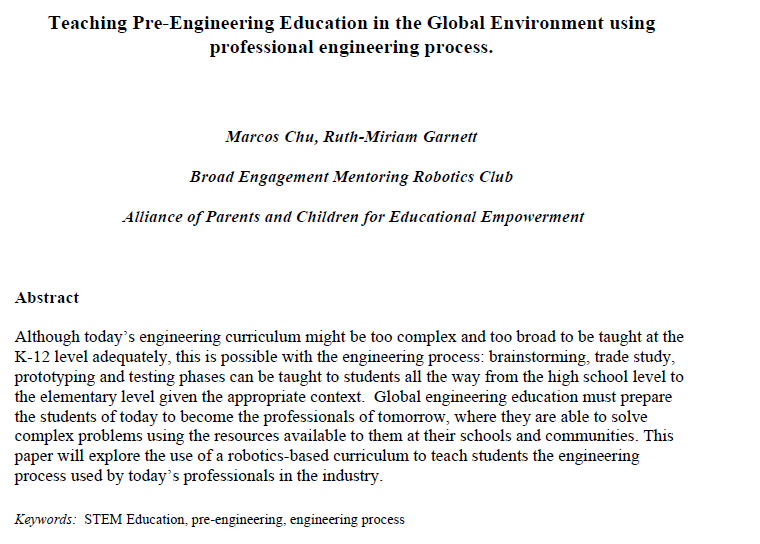 Teaching Pre-Engineering Education in the Global Environment using
professional engineering process.
Marcos Chu, Ruth-Miriam Garnett
Broad Engagement Mentoring Robotics Club
Alliance of Parents and Children for Educational Empowerment
Abstract
Although today’s engineering curriculum might be too complex and too broad to be taught at the
K-12 level adequately, this is possible with the engineering process: brainstorming, trade study,
prototyping and testing phases can be taught to students all the way from the high school level to
the elementary level given the appropriate context.  Global engineering education must prepare
the students of today to become the professionals of tomorrow, where they are able to solve
complex problems using the resources available to them at their schools and communities. This
paper will explore the use of a robotics-based curriculum to teach students the engineering
process used by today’s professionals in the industry.
Keywords:  STEM Education, pre-engineering, engineering process